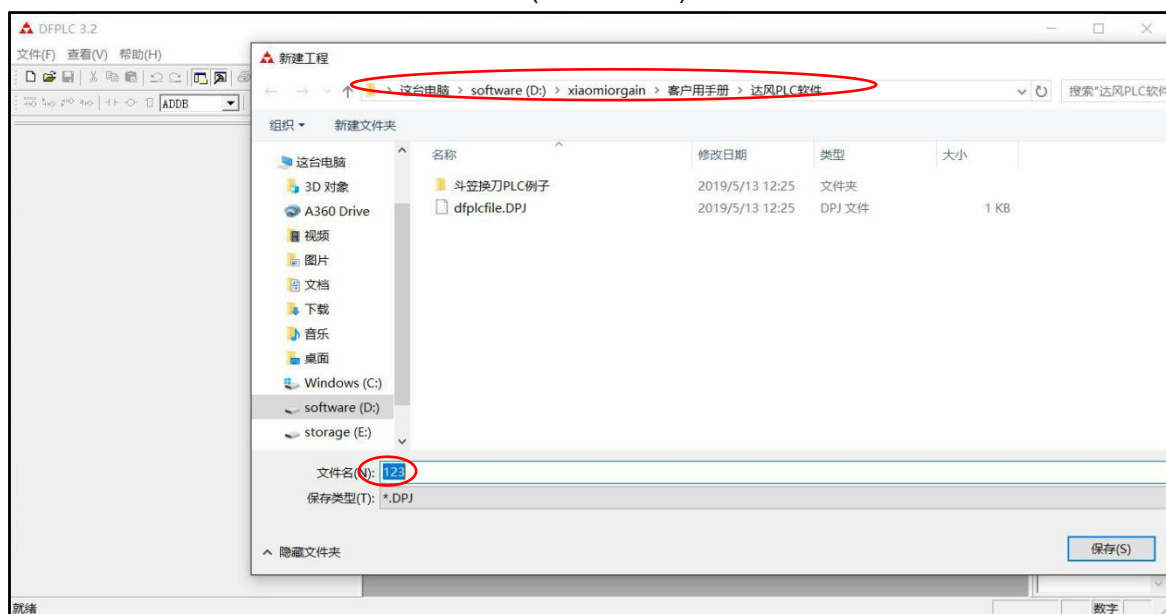 DFPLC 3.2
文件(F) 查看(V) 帮助(H)
ADDB
新建工程
这台电脑 > software (D:) > xiaomiorgain > 客户用手册 > 达风PLC软件
搜索"达风PLC软件
组织 新建文件夹
名称 修改日期 类型 大小
这台电脑
3D 对象
A360 Drive
视频
图片
文档
下载
音乐
桌面
Windows (C:)
software (D:)
storage (E:)
斗笠换刀PLC例子 2019/5/13 12:25 文件夹
dfplcfile.DPJ 2019/5/13 12:25 DPJ 文件 1 KB
文件名(N): 123
保存类型(T): *.DPJ
隐藏文件夹
保存(S)
就绪
数字